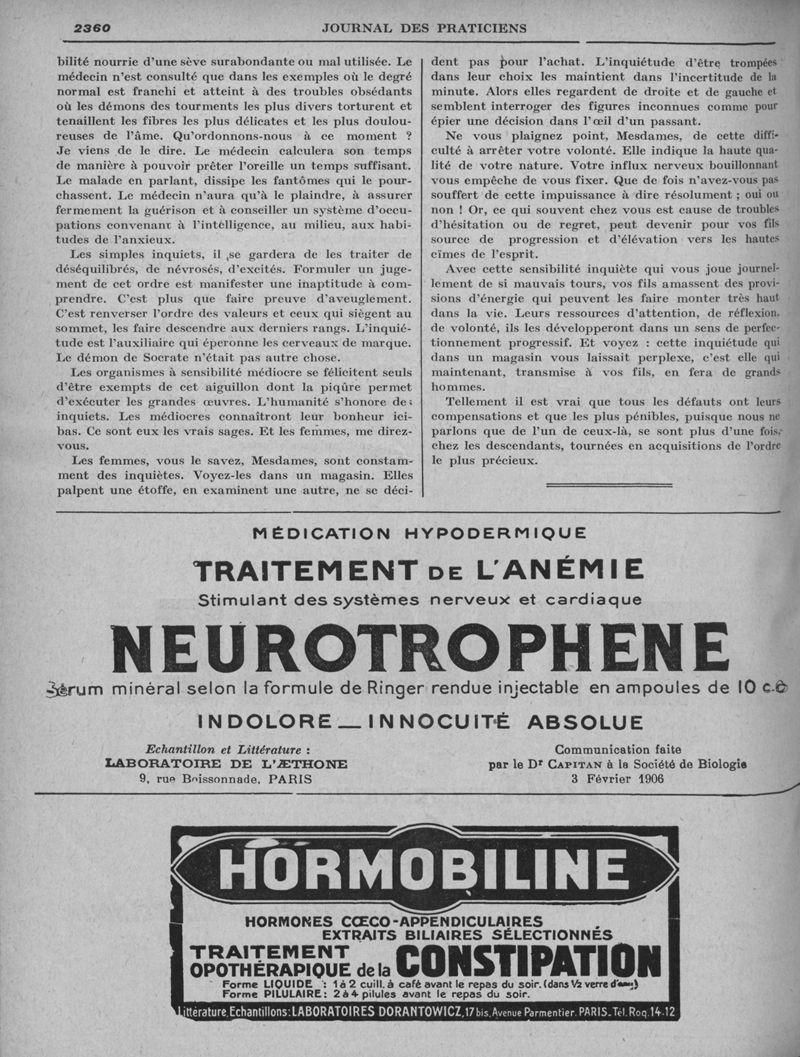 2360
JOURNAL DES PRATICIENS
bilité nourrie d'une sève surabondante ou mal utilisée. Le
médecin n'est consulté que dans les exemples où le degré
normal est franchi et atteint à des troubles obsédants
où les démons des tourments les plus divers torturent et
tenaillent les fibres les plus délicates et les plus doulou-
reuses de l'âme. Qu'ordonnons-nous à ce moment ?
Je viens de le dire. Le médecin calculera son temps
de manière à pouvoir prêter l'oreille un temps suffisant.
Le malade en parlant, dissipe les fantômes qui le pour-
chassent. Le médecin n'aura qu'à le plaindre, à assurer
fermement la guérison et à conseiller un système d'occu-
pations convenant à l'intelligence, au milieu, aux habi-
tudes de l'anxieux.
Les simples inquiets, il se gardera de les traiter de
déséquilibrés, de névrosés, d'excités. Formuler un juge-
ment de cet ordre est manifester une inaptitude à com-
prendre. C'est plus que faire preuve d'aveuglement.
C'est renverser l'ordre des valeurs et ceux qui siègent au
sommet, les faire descendre aux derniers rangs. L'inquié-
tude est l'auxiliaire qui éperonne les cerveaux de marque.
Le démon de Socrate n'était pas autre chose.
Les organismes à sensibilité médiocre se félicitent seuls
d'être exempts de cet aiguillon dont la piqûre permet
d'exécuter les grandes œuvres. L'humanité s'honore des
inquiets. Les médiocres connaîtront leur bonheur ici-
bas. Ce sont eux les vrais sages. Et les femmes, me direz-
vous.
Les femmes, vous le savez, Mesdames, sont constam-
ment des inquiètes. Voyez-les dans un magasin. Elles
palpent une étoffe, en examinent une autre, ne se déci-
dent pas pour l'achat. L'inquiétude d'être trompées
dans leur choix les maintient dans l'incertitude de la
minute. Alors elles regardent de droite et de gauche et
semblent interroger des figures inconnues comme pour
épier une décision dans l'œil d'un passant.
Ne vous plaignez point, Mesdames, de cette diffi-
culté à arrêter votre volonté. Elle indique la haute qua-
lité de votre nature. Votre influx nerveux bouillonnant
vous empêche de vous fixer. Que de fois n'avez-vous pas
souffert de cette impuissance à dire résolument ; oui ou
non ! Or, ce qui souvent chez vous est cause de troubles
d'hésitation ou de regret, peut devenir pour vos fils
source de progression et d'élévation vers les hautes
cîmes de l'esprit.
Avec cette sensibilité inquiète qui vous joue journel-
lement de si mauvais tours, vos fils amassent des provi-
sions d'énergie qui peuvent les faire monter très haut
dans la vie. Leurs ressources d'attention, de réflexion,
de volonté, ils les développeront dans un sens de perfec-
tionnement progressif. Et voyez : cette inquiétude qui
dans un magasin vous laissait perplexe, c'est elle qui
maintenant, transmise à vos fils, en fera de grands
hommes.
Tellement il est vrai que tous les défauts ont leurs
compensations et que les plus pénibles, puisque nous ne
parlons que de l'un de ceux-là, se sont plus d'une fois,
chez les descendants, tournées en acquisitions de l'ordre
le plus précieux.
MÉDICATION HYPODERMIQUE
TRAITEMENT DE L'ANÉMIE
Stimulant des systèmes nerveux et cardiaque
NEUROTROPHENE
Sérum minéral selon la formule de Ringer rendue injectable en ampoules de 10 c.c
INDOLORE — INNOCUITÉ ABSOLUE
Echantillon et Littérature :
LABORATOIRE DE L'ÆTHONE
9, rue Boissonnade, PARIS
Communication faite
par le Dr CAPITAN à la Société de Biologie
3 Février 1906
HORMOBILINE
HORMONES CŒCO-APPENDICULAIRES
EXTRAITS BILIAIRES SÉLECTIONNÉS
TRAITEMENT
OPOTHÉRAPIQUE de la CONSTIPATION
Forme LIQUIDE : 1 à 2 cuill. à café avant le repas du soir. (dans ½ verre d'eau)
Forme PILULAIRE : 2 à 4 pilules avant le repas du soir.
Littérature, Echantillons: LABORATOIRES DORANTOWICZ, 17 bis, Avenue Parmentier. PARIS_Tél. Roq. 14-12